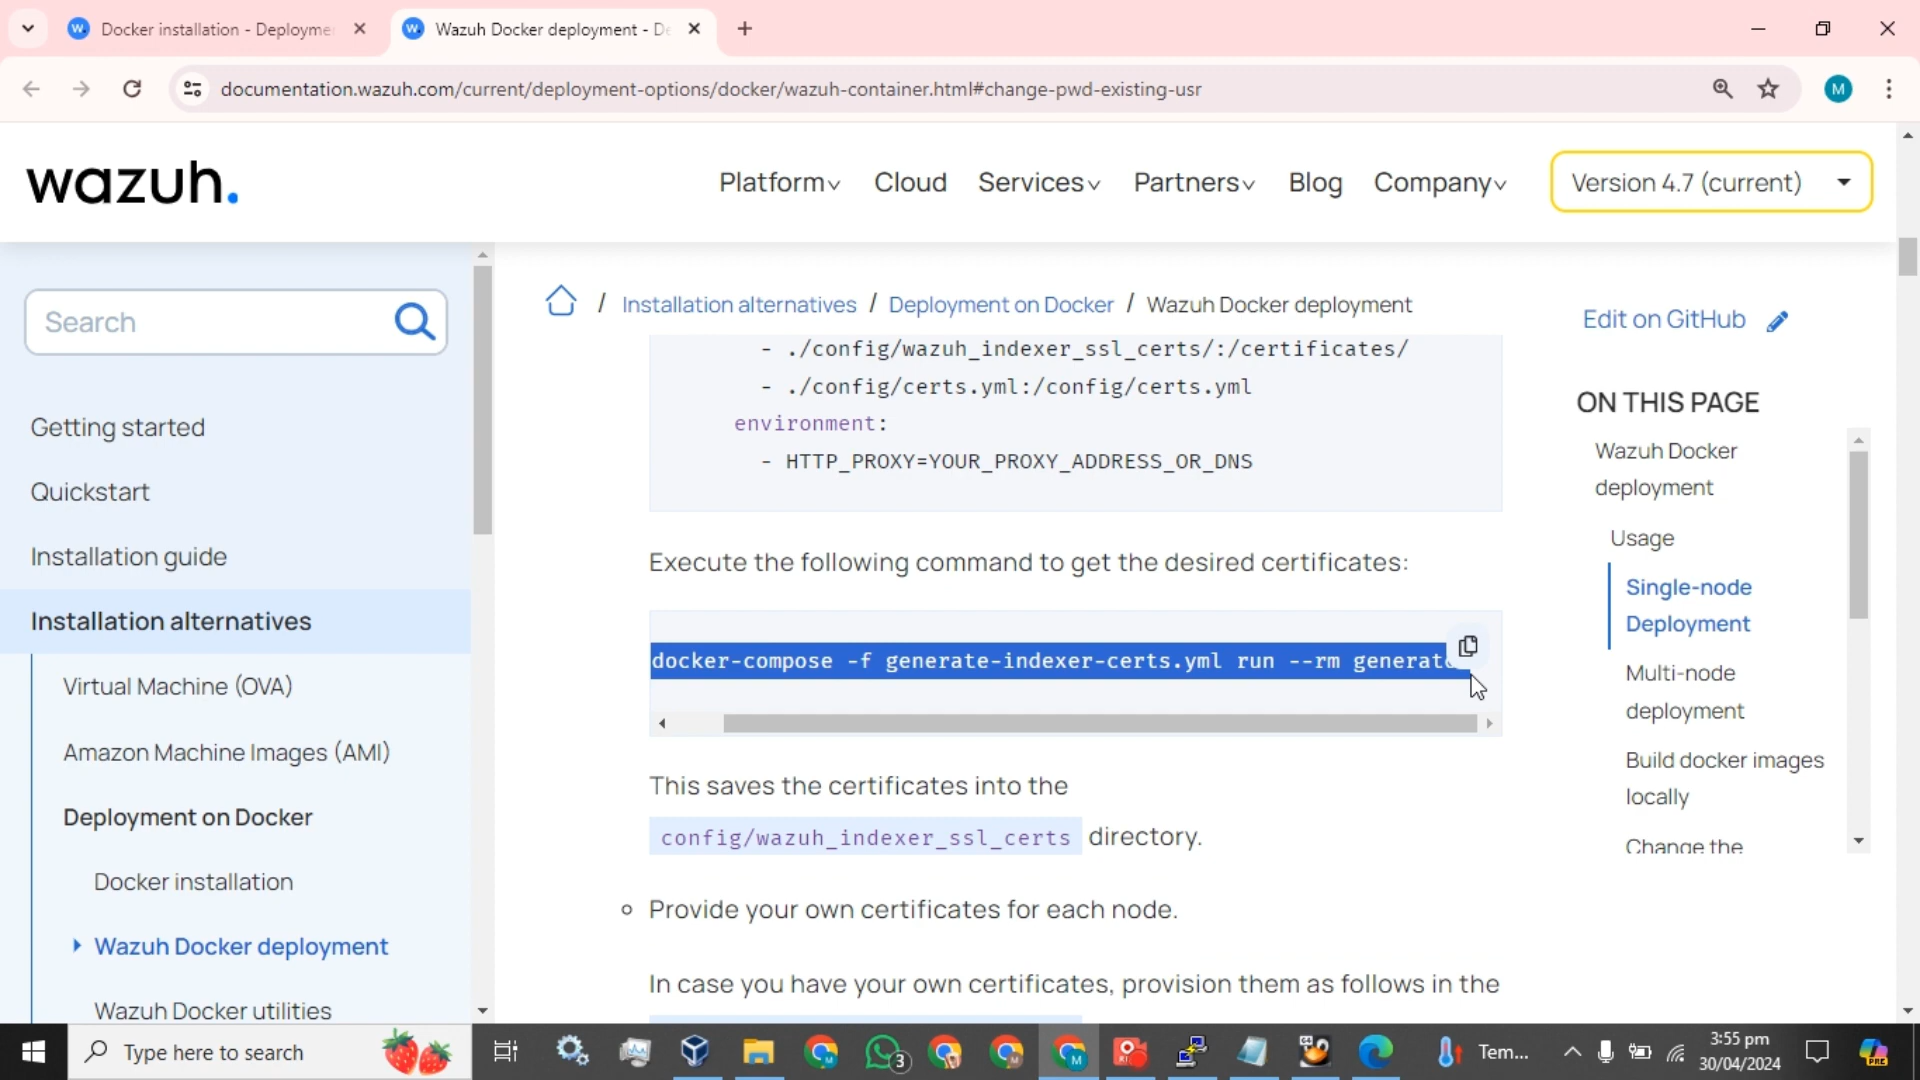 Docker installation - Deployme
Wazuh Docker deployment - De
documentation.wazuh.com/current/deployment-options/docker/wazuh-container.html#change-pwd-existing-usr
M
wazuh.
Platform
Cloud
Services
Partners
Blog
Company
Version 4.7 (current)
Search
Getting started
Quickstart
Installation guide
Installation alternatives
Virtual Machine (OVA)
Amazon Machine Images (AMI)
Deployment on Docker
Docker installation
Wazuh Docker deployment
Wazuh Docker utilities
/ Installation alternatives / Deployment on Docker / Wazuh Docker deployment
- ./config/wazuh_indexer_ssl_certs/:/certificates/
- ./config/certs.yml:/config/certs.yml
environment:
- HTTP_PROXY=YOUR_PROXY_ADDRESS_OR_DNS
Execute the following command to get the desired certificates:
docker-compose -f generate-indexer-certs.yml run --rm generato
This saves the certificates into the
config/wazuh_indexer_ssl_certs directory.
Provide your own certificates for each node.
In case you have your own certificates, provision them as follows in the
Edit on GitHub
ON THIS PAGE
Wazuh Docker
deployment
Usage
Single-node
Deployment
Multi-node
deployment
Build docker images
locally
Change the
Type here to search
3
Tem...
3:55 pm
30/04/2024
PRE